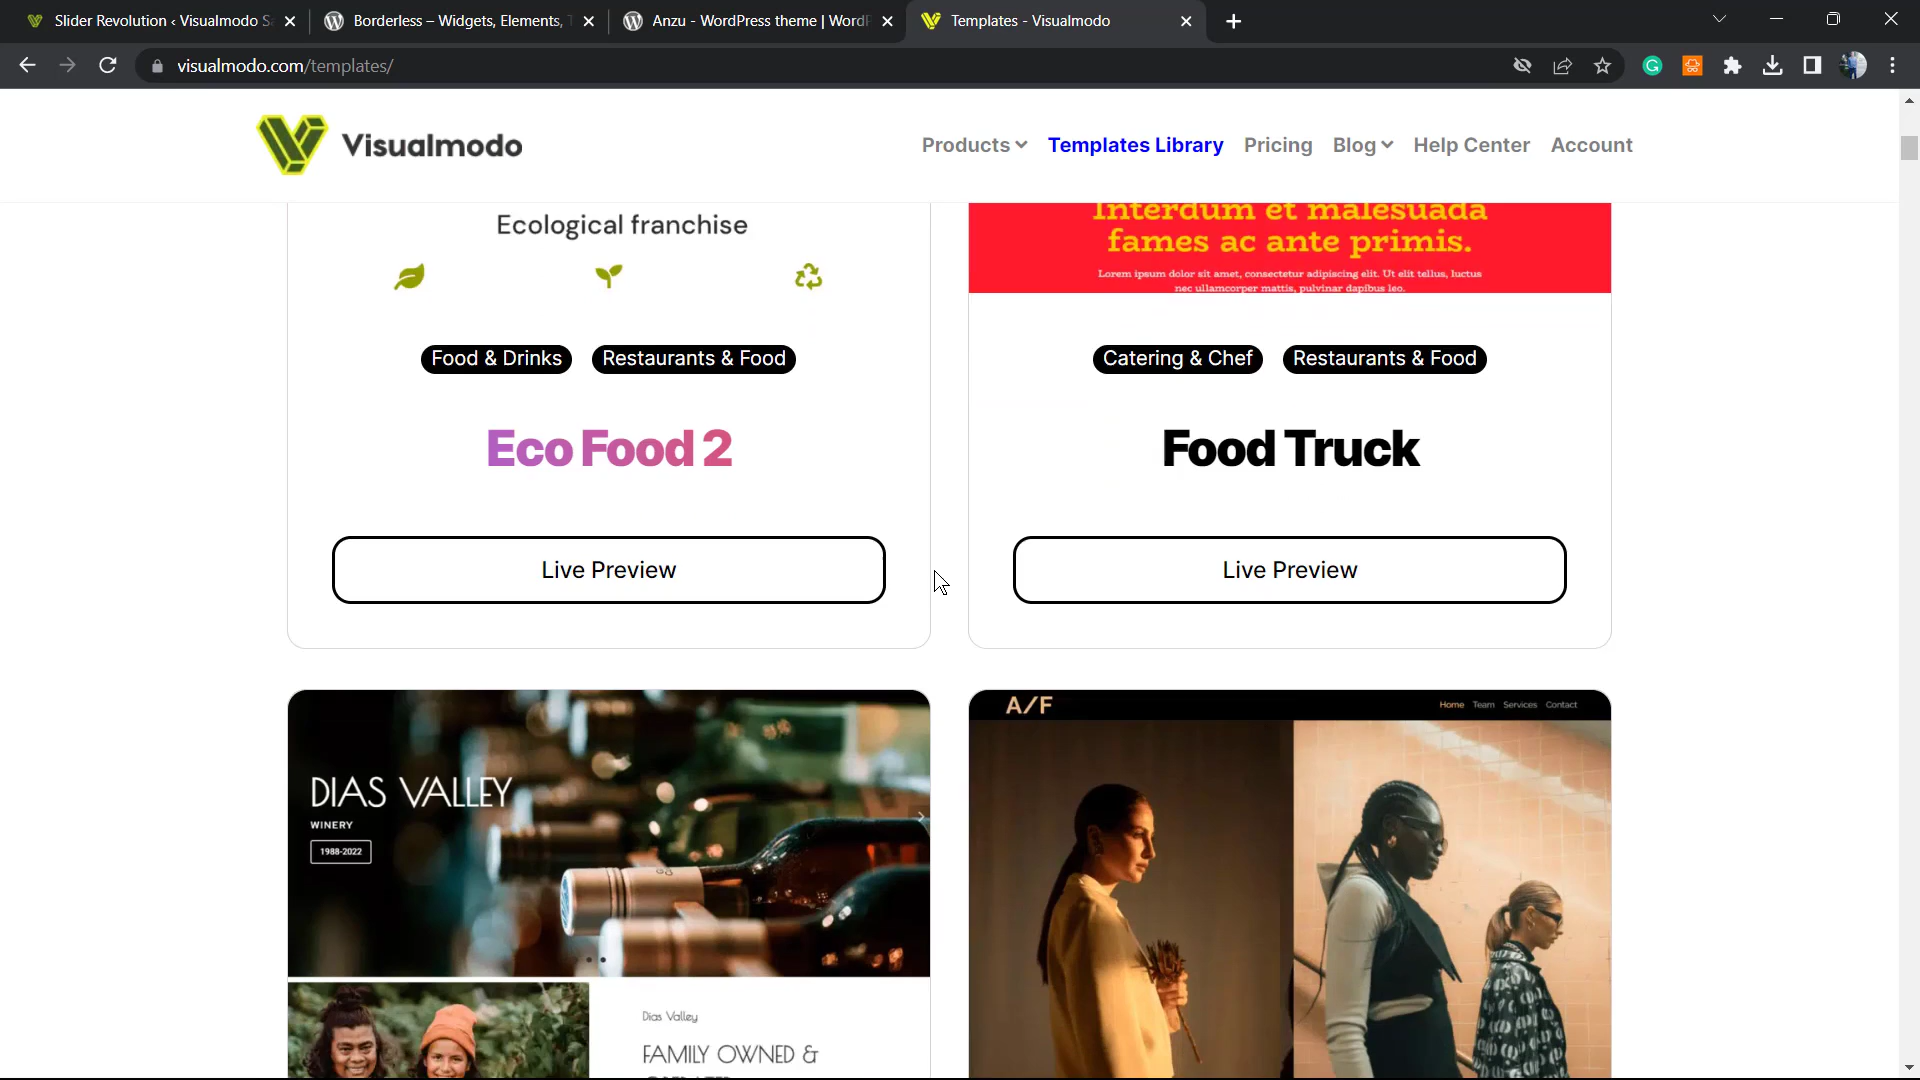 Slider Revolution ‹ Visualmodo S
Borderless – Widgets, Elements,
Anzu - WordPress theme | WordP
Templates - Visualmodo
visualmodo.com/templates/
Visualmodo
Products
Templates Library
Pricing
Blog
Help Center
Account
Ecological franchise
Food & Drinks
Restaurants & Food
Eco Food 2
Live Preview
Interdum et malesuada
fames ac ante primis.
Lorem ipsum dolor sit amet, consectetur adipiscing elit. Ut elit tellus, luctus
nec ullamcorper mattis, pulvinar dapibus leo.
Catering & Chef
Restaurants & Food
Food Truck
Live Preview
DIAS VALLEY
WINERY
1988-2022
Dias Valley
FAMILY OWNED &
A/F
Home Team Services Contact